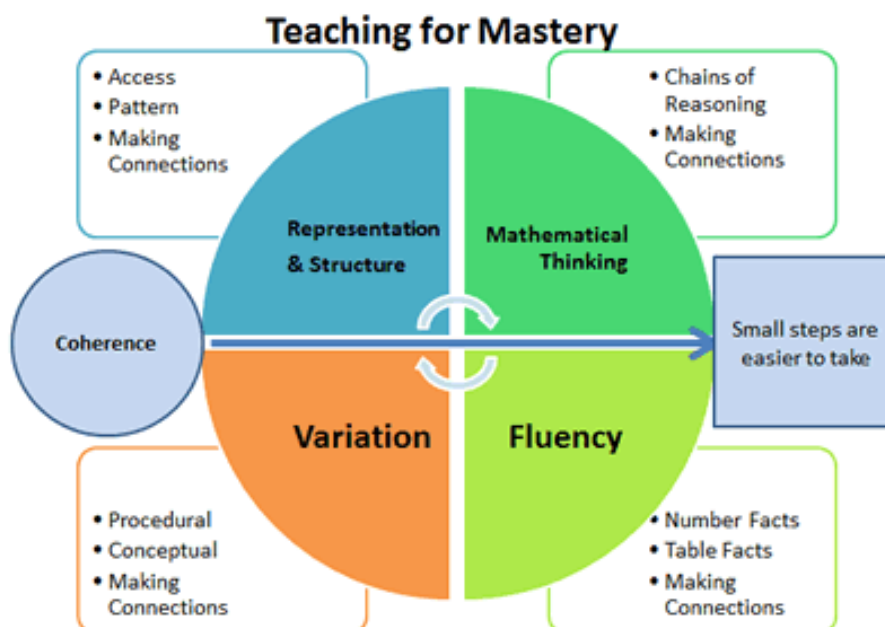 Teaching for Mastery
• Access
• Pattern
• Making
Connections
• Chains of
Reasoning
• Making
Connections
Representation
& Structure
Mathematical
Thinking
Coherence
Small steps are
easier to take
Variation
Fluency
• Procedural
• Conceptual
• Making
Connections
• Number Facts
• Table Facts
• Making
Connections